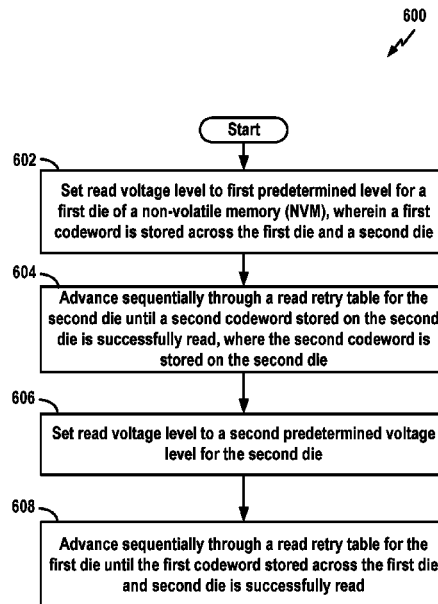 600
Start
602
Set read voltage level to first predetermined level for a
first die of a non-volatile memory (NVM), wherein a first
codeword is stored across the first die and a second die
604
Advance sequentially through a read retry table for the
second die until a second codeword stored on the second
die is successfully read, where the second codeword is
stored on the second die
606
Set read voltage level to a second predetermined voltage
level for the second die
608
Advance sequentially through a read retry table for the
first die until the first codeword stored across the first die
and second die is successfully read